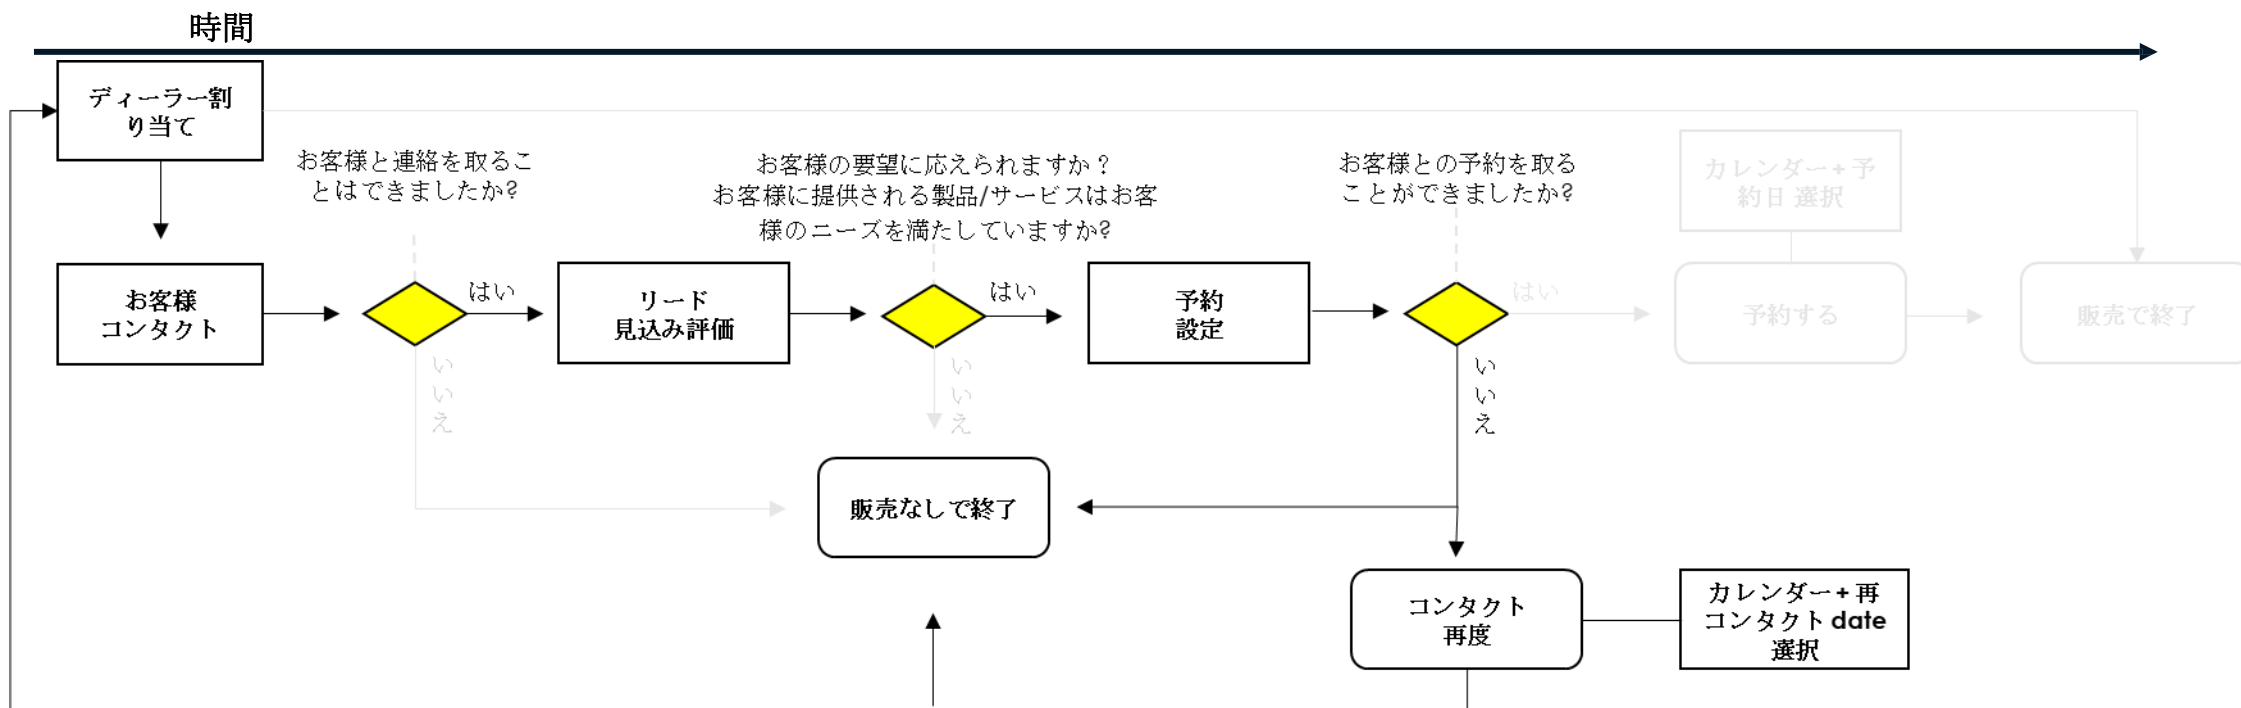 時間
ディーラー割
り当て
お客様と連絡を取るこ
とはできましたか?
お客様の要望に応えられますか？
お客様に提供される製品/サービスはお客
様のニーズを満たしていますか?
お客様との予約を取る
ことができましたか?
カレンダー+ 予
約日 選択
お客様
コンタクト
はい
リード
見込み評価
はい
予約
設定
はい
予約する
販売で終了
いいえ
いいえ
いいえ
販売なしで終了
コンタクト
再度
カレンダー+ 再
コンタクト date
選択